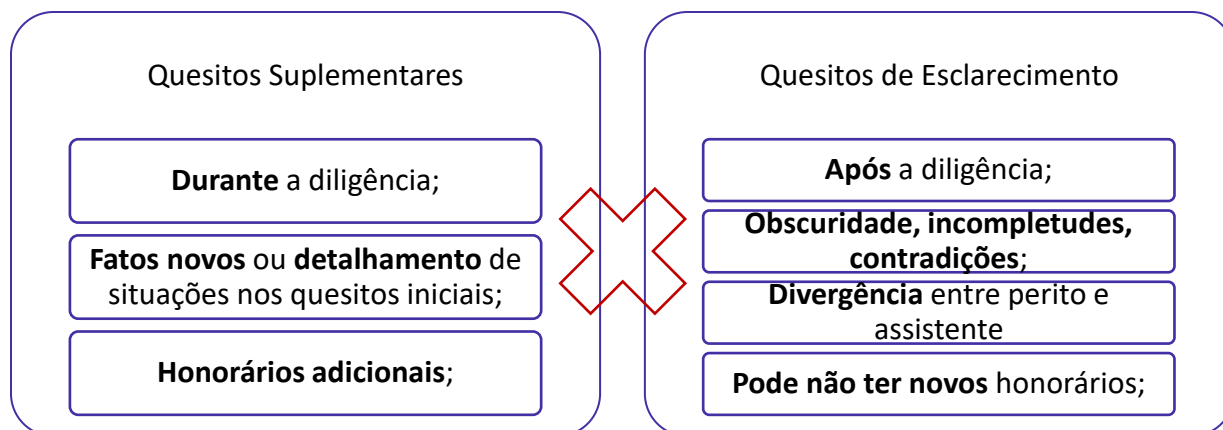 Quesitos Suplementares
Durante a diligência;
Fatos novos ou detalhamento de
situações nos quesitos iniciais;
Honorários adicionais;
Quesitos de Esclarecimento
Após a diligência;
Obscuridade, incompletudes,
contradições;
Divergência entre perito e
assistente
Pode não ter novos honorários;